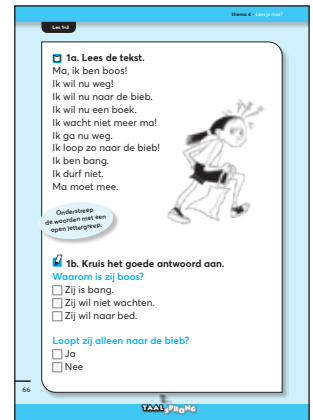 thema 4 – Lees je mee?
Les 1+2
1a. Lees de tekst.
Ma, ik ben boos!
Ik wil nu weg!
Ik wil nu naar de bieb.
Ik wil nu een boek.
Ik wacht niet meer ma!
Ik ga nu weg.
Ik loop zo naar de bieb!
Ik ben bang.
Ik durf niet.
Ma moet mee.
Onderstreep
de woorden met een
open lettergreep.
1b. Kruis het goede antwoord aan.
Waarom is zij boos?
Zij is bang.
Zij wil niet wachten.
Zij wil naar bed.
Loopt zij alleen naar de bieb?
Ja
Nee
66
TAALSPRONG